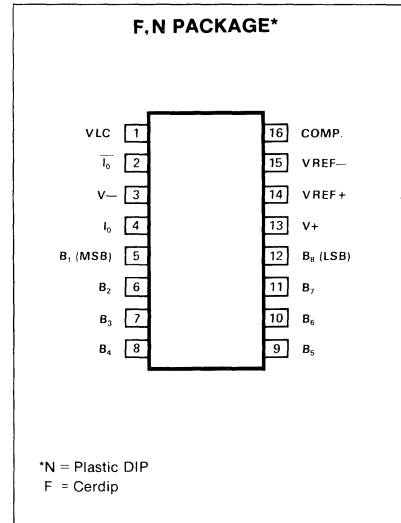 F, N PACKAGE*
VLC 1 16 COMP.
I̅₀ 2 15 VREF—
V— 3 14 VREF+
I₀ 4 13 V+
B₁ (MSB) 5 12 B₈ (LSB)
B₂ 6 11 B₇
B₃ 7 10 B₆
B₄ 8 9 B₅
*N = Plastic DIP
F = Cerdip